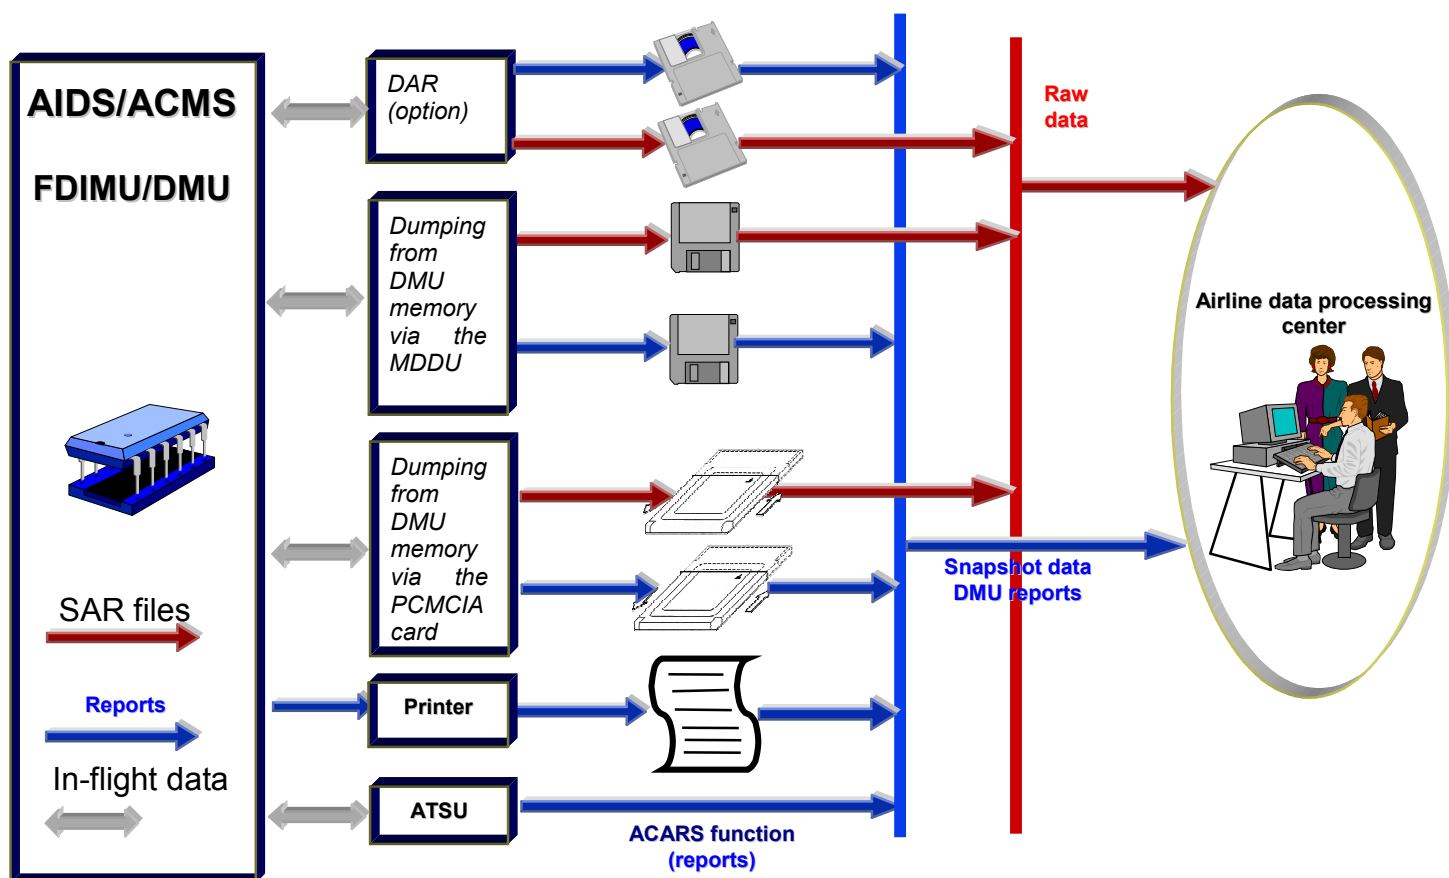 AIDS/ACMS
FDIMU/DMU
SAR files
Reports
In-flight data
DAR
(option)
Dumping
from
DMU
memory
via the
MDDU
Dumping
from
DMU
memory
via the
PCMCIA
card
Printer
ATSU
ACARS function
(reports)
Raw
data
Snapshot data
DMU reports
Airline data processing
center